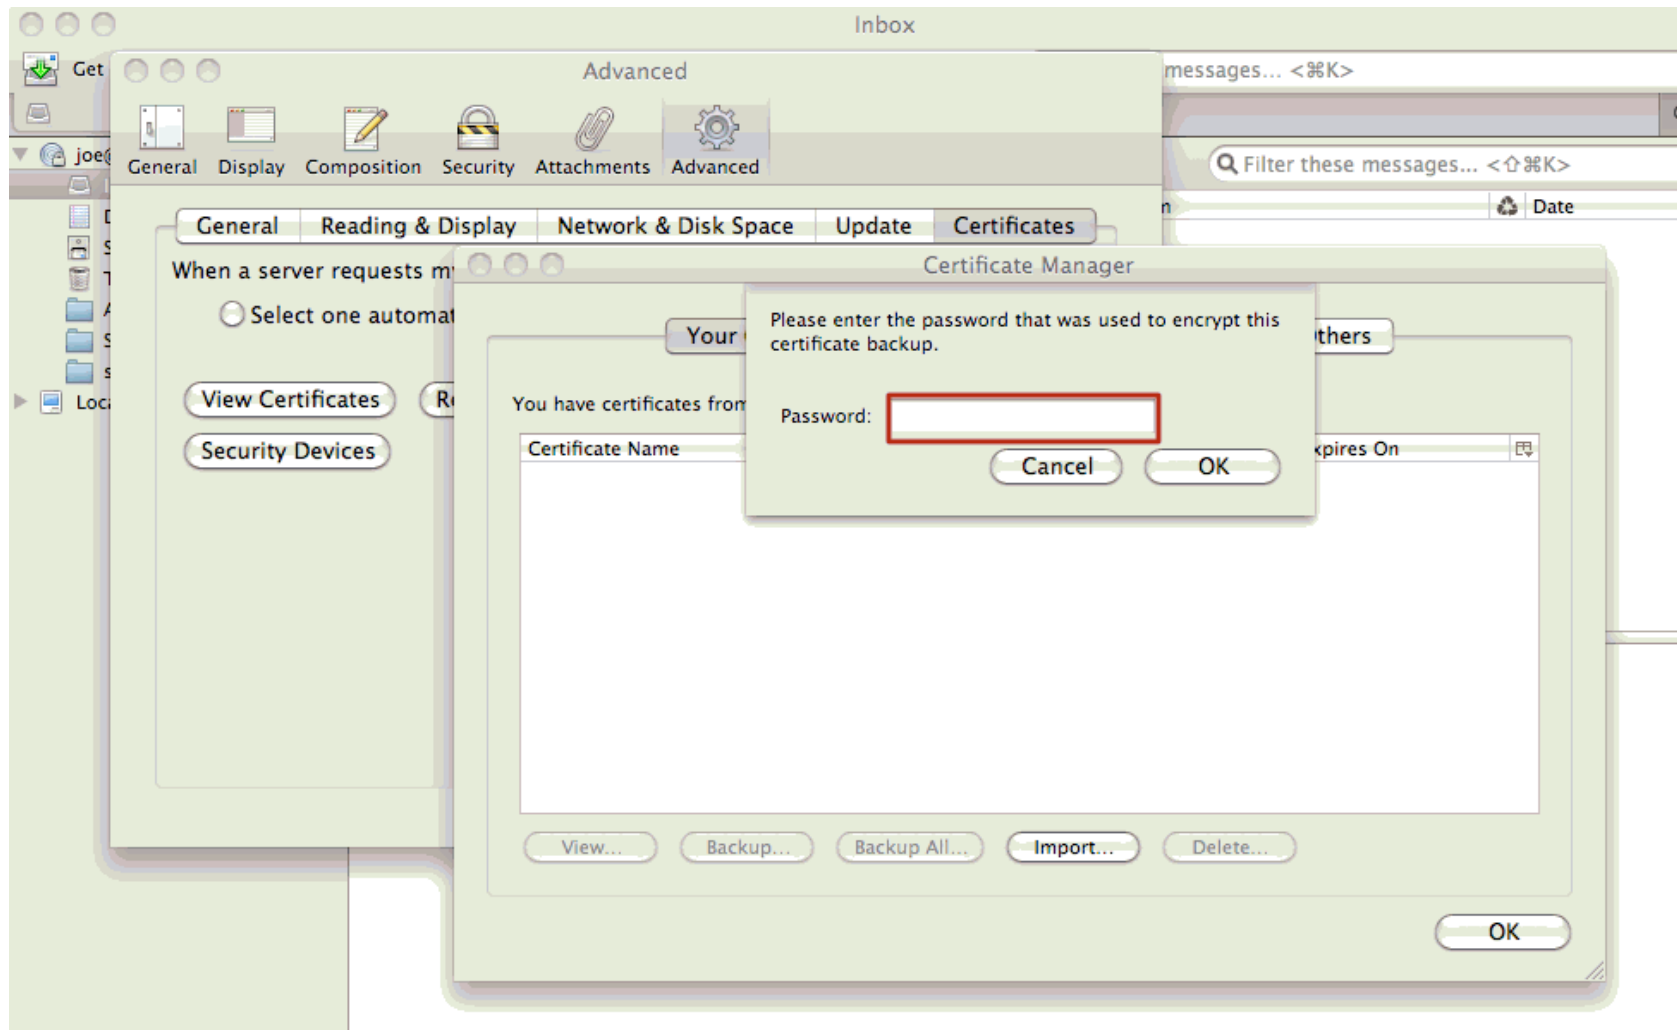 Inbox
Get
Advanced
messages... <⌘K>
General Display Composition Security Attachments Advanced
joe@
Filter these messages... <⇧⌘K>
Date
General Reading & Display Network & Disk Space Update Certificates
When a server requests my
Certificate Manager
Select one automat
Please enter the password that was used to encrypt this
certificate backup.
Your
thers
View Certificates
Loca
You have certificates from
Password:
Security Devices
Certificate Name
xpires On
Cancel OK
View... Backup... Backup All... Import... Delete...
OK